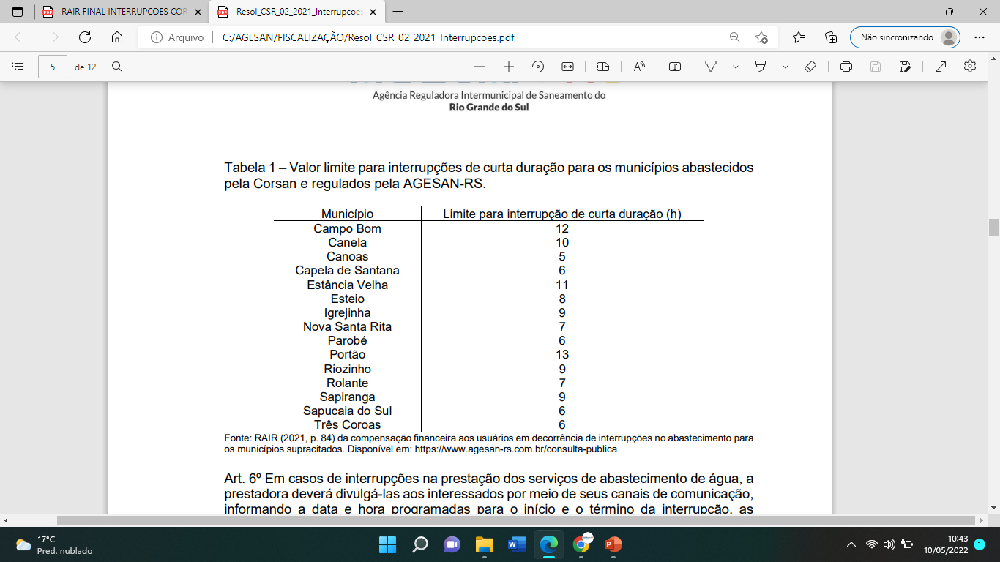 RAIR FINAL INTERRUPCOES COR
Resol_CSR_02_2021_Interrupcoes
Arquivo
C:/AGESAN/FISCALIZAÇÃO/Resol_CSR_02_2021_Interrupcoes.pdf
Não sincronizando
5 de 12
Agência Reguladora Intermunicipal de Saneamento do
Rio Grande do Sul
Tabela 1 – Valor limite para interrupções de curta duração para os municípios abastecidos
pela Corsan e regulados pela AGESAN-RS.
Município Limite para interrupção de curta duração (h)
Campo Bom 12
Canela 10
Canoas 5
Capela de Santana 6
Estância Velha 11
Esteio 8
Igrejinha 9
Nova Santa Rita 7
Parobé 6
Portão 13
Riozinho 9
Rolante 7
Sapiranga 9
Sapucaia do Sul 6
Três Coroas 6
Fonte: RAIR (2021, p. 84) da compensação financeira aos usuários em decorrência de interrupções no abastecimento para
os municípios supracitados. Disponível em: https://www.agesan-rs.com.br/consulta-publica
Art. 6º Em casos de interrupções na prestação dos serviços de abastecimento de água, a
prestadora deverá divulgá-las aos interessados por meio de seus canais de comunicação,
informando a data e hora programadas para o início e o término da interrupção, as
17°C
Pred. nublado
10:43
10/05/2022
1